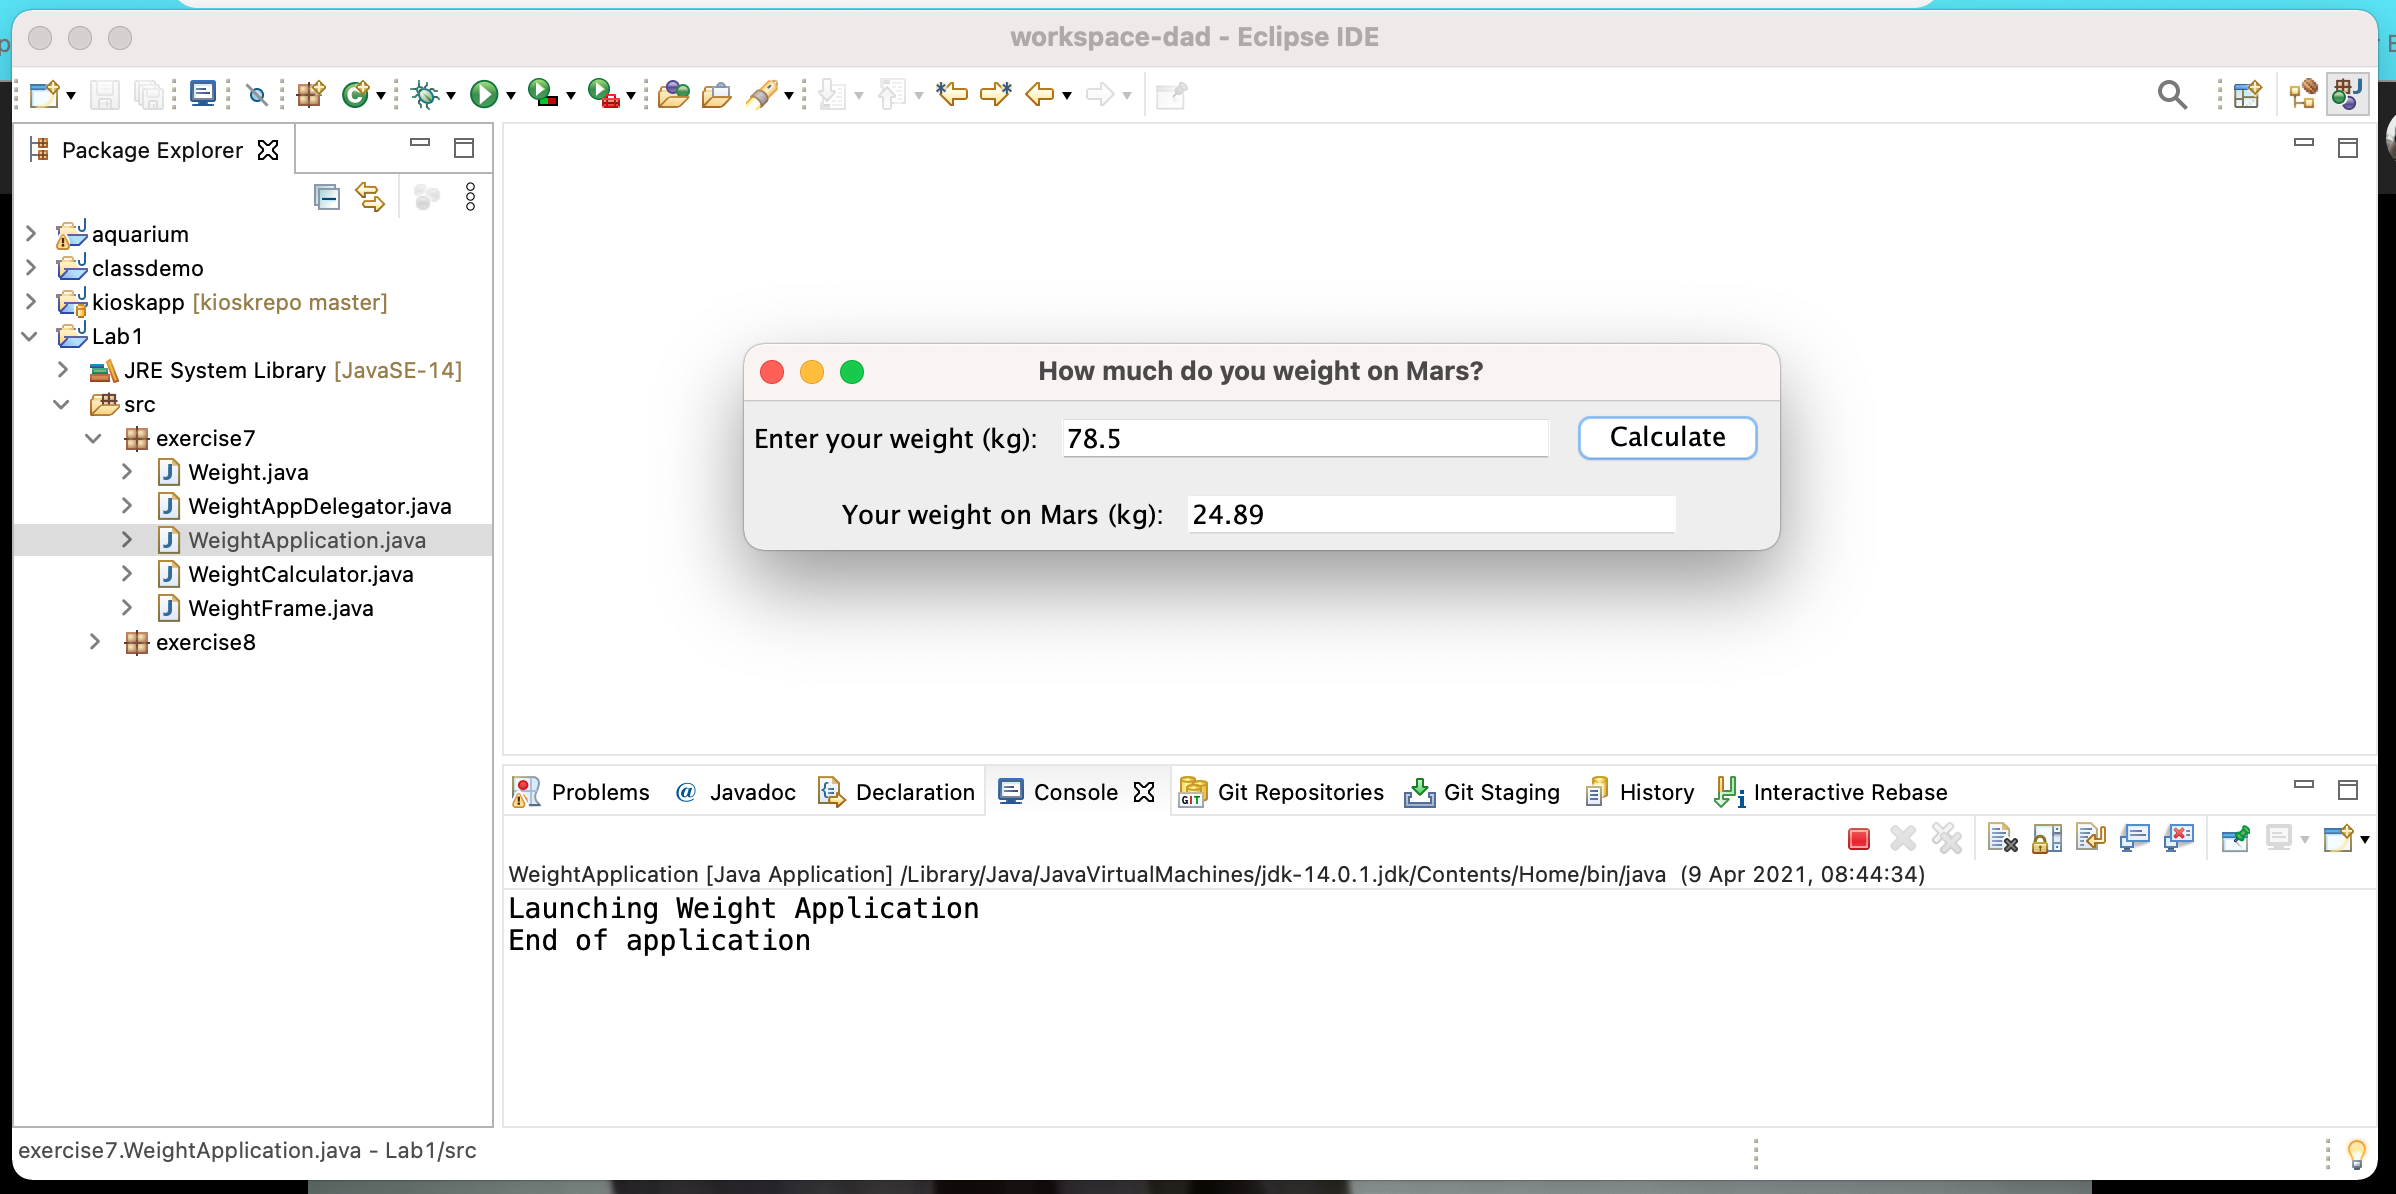 workspace-dad - Eclipse IDE
Package Explorer
aquarium
classdemo
kioskapp [kioskrepo master]
Lab1
JRE System Library [JavaSE-14]
src
exercise7
Weight.java
WeightAppDelegator.java
WeightApplication.java
WeightCalculator.java
WeightFrame.java
exercise8
How much do you weight on Mars?
Enter your weight (kg): 78.5 Calculate
Your weight on Mars (kg): 24.89
Problems @ Javadoc Declaration Console Git Repositories Git Staging History Interactive Rebase
WeightApplication [Java Application] /Library/Java/JavaVirtualMachines/jdk-14.0.1.jdk/Contents/Home/bin/java (9 Apr 2021, 08:44:34)
Launching Weight Application
End of application
exercise7.WeightApplication.java - Lab1/src